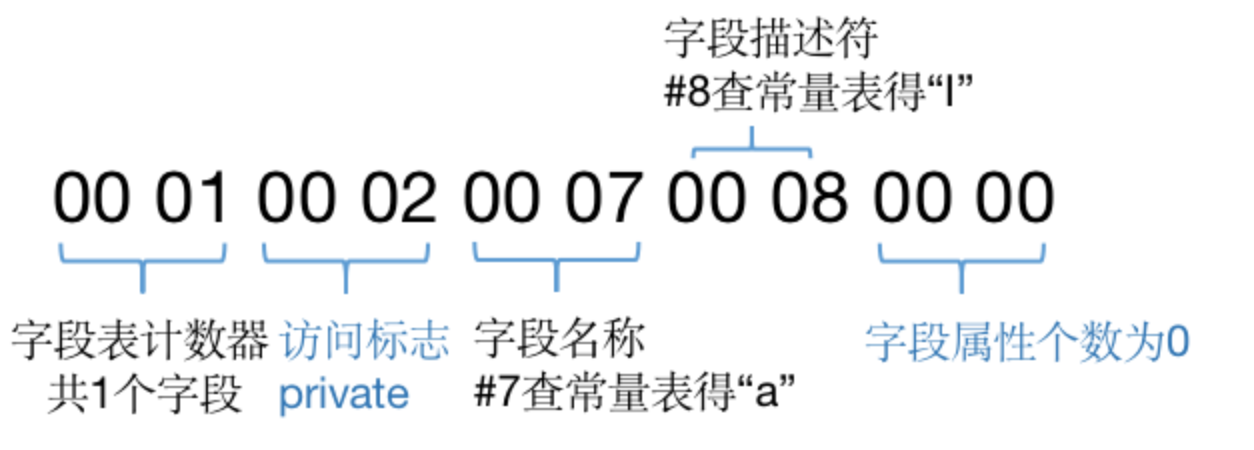 字段描述符
#8查常量表得“I”
00 01 00 02 00 07 00 08 00 00
字段表计数器
共1个字段
访问标志
private
字段名称
#7查常量表得“a”
字段属性个数为0